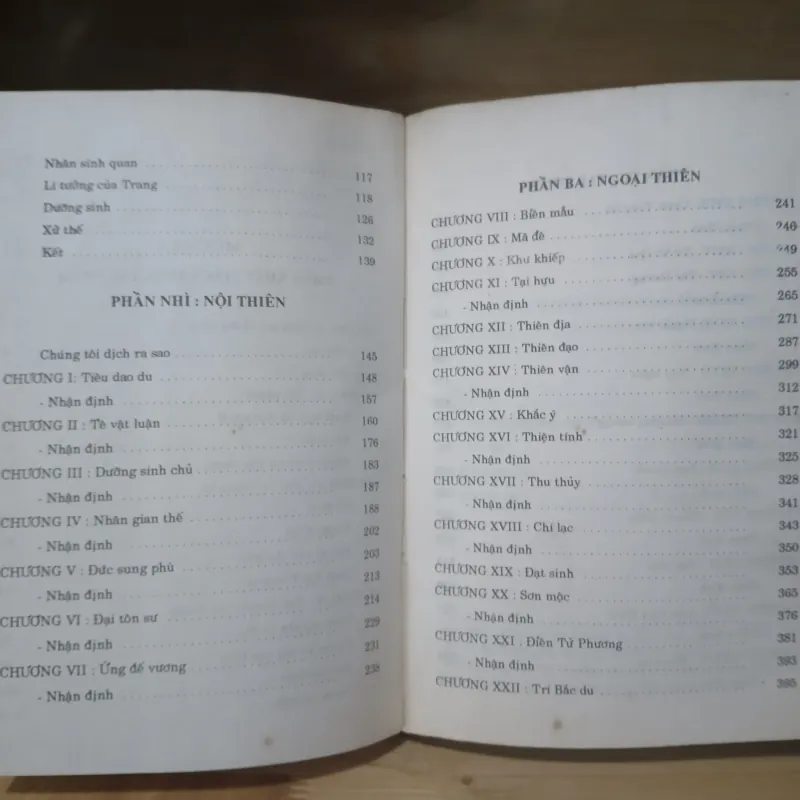 Nhân sinh quan 117
Lí tưởng của Trang 118
Dưỡng sinh 126
Xử thế 132
Kết 139
PHẦN NHÌ : NỘI THIÊN
Chúng tôi dịch ra sao 145
CHƯƠNG I: Tiêu dao du 148
- Nhận định 157
CHƯƠNG II : Tề vật luận 160
- Nhận định 176
CHƯƠNG III : Dưỡng sinh chủ 183
- Nhận định 187
CHƯƠNG IV : Nhân gian thế 188
- Nhận định 202
CHƯƠNG V : Đức sung phù 203
- Nhận định 213
CHƯƠNG VI : Đại tôn sư 214
- Nhận định 229
CHƯƠNG VII : Ứng đế vương 231
- Nhận định 238
PHẦN BA : NGOẠI THIÊN
CHƯƠNG VIII : Biền mẫu 241
CHƯƠNG IX : Mã đề 246
CHƯƠNG X : Khư khiếp 249
CHƯƠNG XI : Tại hựu 255
- Nhận định 265
CHƯƠNG XII : Thiên địa 271
CHƯƠNG XIII : Thiên đạo 287
CHƯƠNG XIV : Thiên vận 299
- Nhận định 312
CHƯƠNG XV : Khắc ý 317
CHƯƠNG XVI : Thiện tính 321
- Nhận định 325
CHƯƠNG XVII : Thu thủy 328
- Nhận định 341
CHƯƠNG XVIII : Chí lạc 343
- Nhận định 350
CHƯƠNG XIX : Đạt sinh 353
CHƯƠNG XX : Sơn mộc 365
- Nhận định 376
CHƯƠNG XXI . Điền Tử Phương 381
- Nhận định 393
CHƯƠNG XXII : Trí Bắc du 395